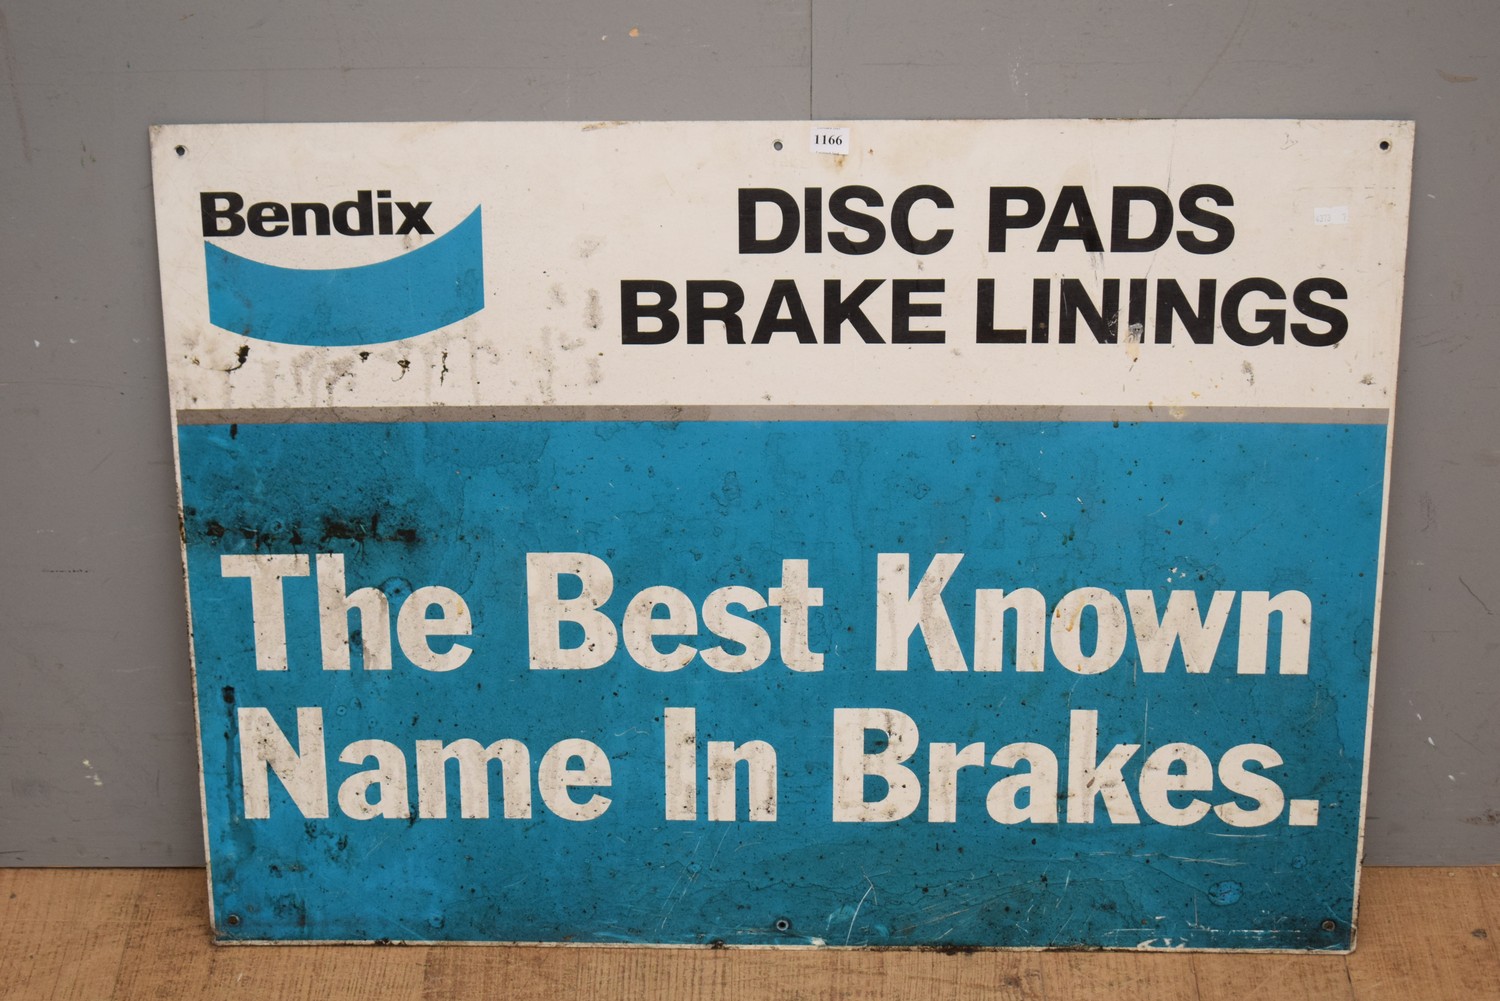 1166
Bendix
DISC PADS
BRAKE LININGS
The Best Known
Name In Brakes.